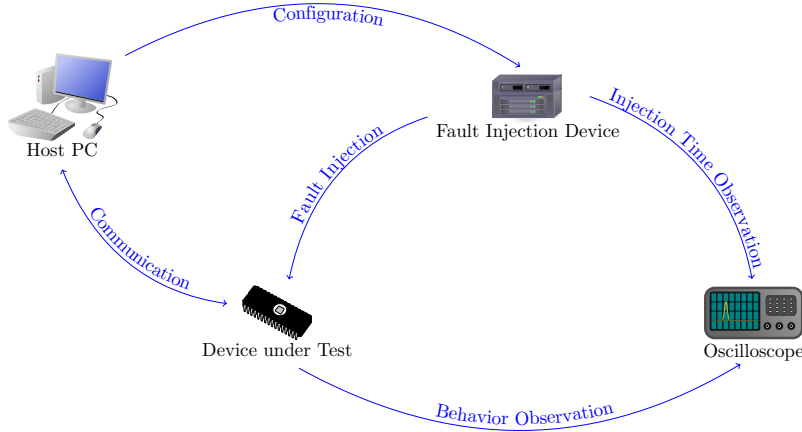 Configuration
Host PC
Fault Injection Device
Fault Injection
Injection Time Observation
Communication
Device under Test
Oscilloscope
Behavior Observation